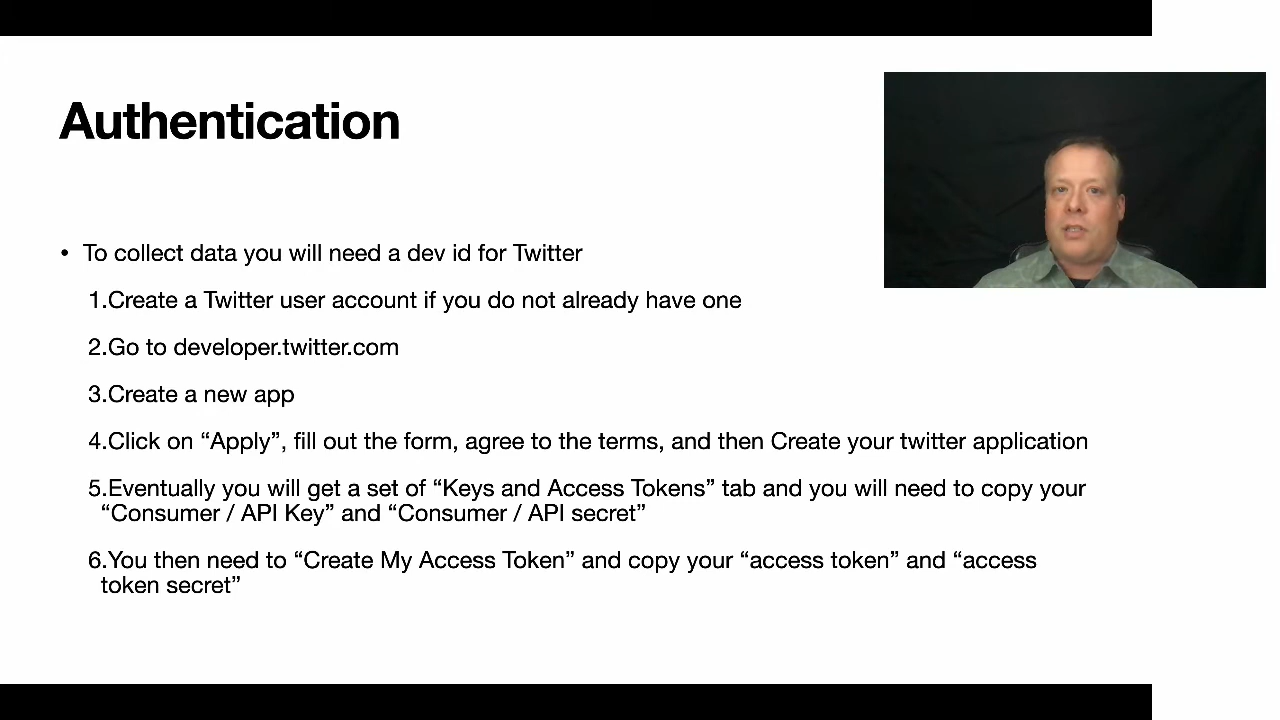 Authentication
• To collect data you will need a dev id for Twitter
1.Create a Twitter user account if you do not already have one
2.Go to developer.twitter.com
3.Create a new app
4.Click on “Apply”, fill out the form, agree to the terms, and then Create your twitter application
5.Eventually you will get a set of “Keys and Access Tokens” tab and you will need to copy your
“Consumer / API Key” and “Consumer / API secret”
6.You then need to “Create My Access Token” and copy your “access token” and “access
token secret”